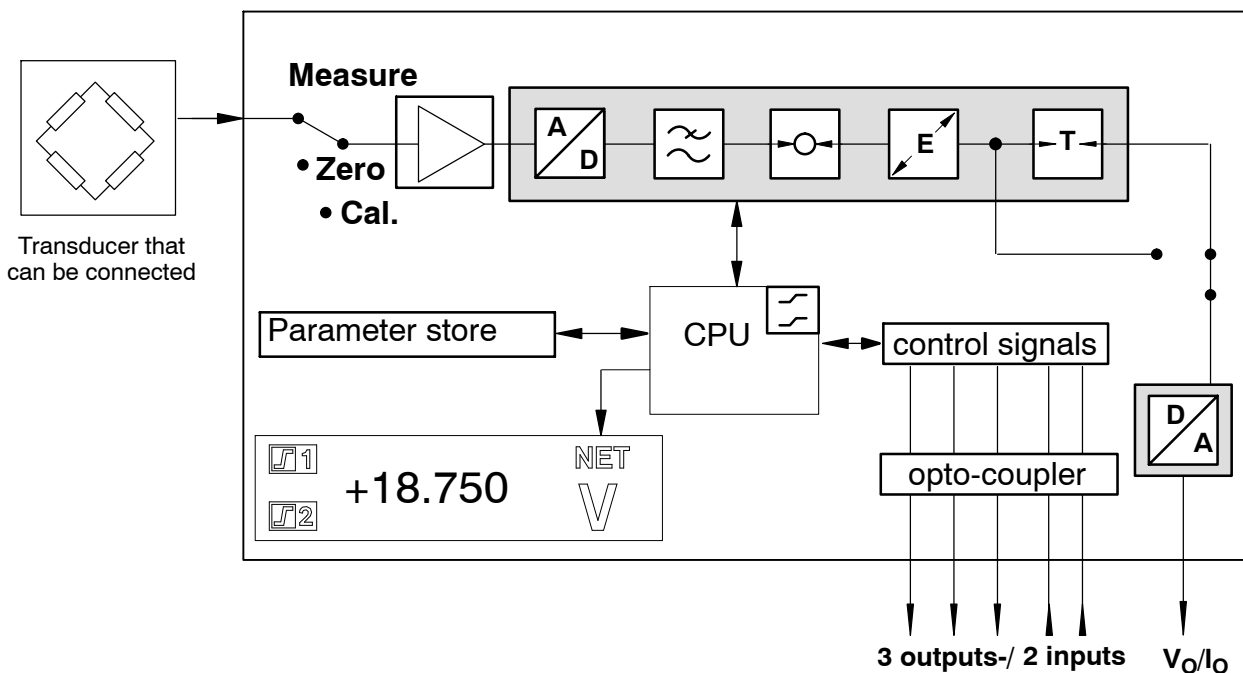 Measure
A
D
E
T
• Zero
• Cal.
Transducer that
can be connected
Parameter store
CPU
control signals
D
A
1
NET
+18.750
V
2
opto-coupler
3 outputs-/ 2 inputs
VO/IO